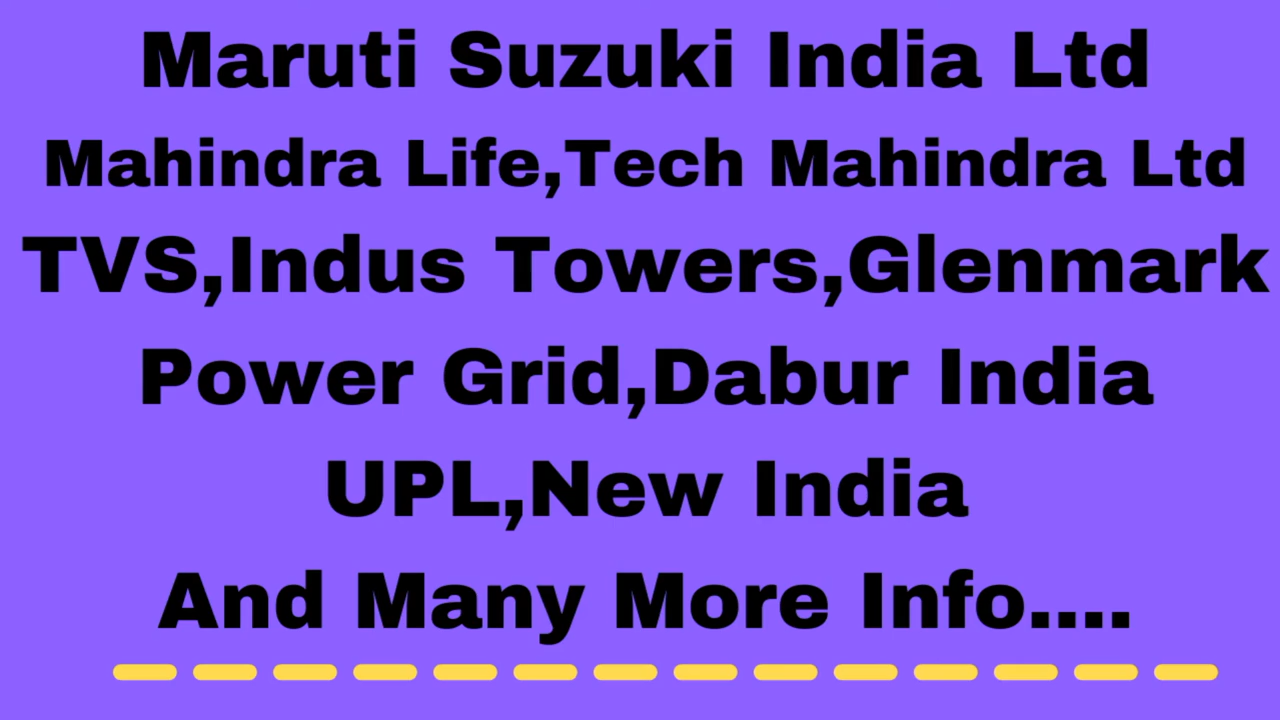 Maruti Suzuki India Ltd
Mahindra Life,Tech Mahindra Ltd
TVS,Indus Towers,Glenmark
Power Grid,Dabur India
UPL,New India
And Many More Info....